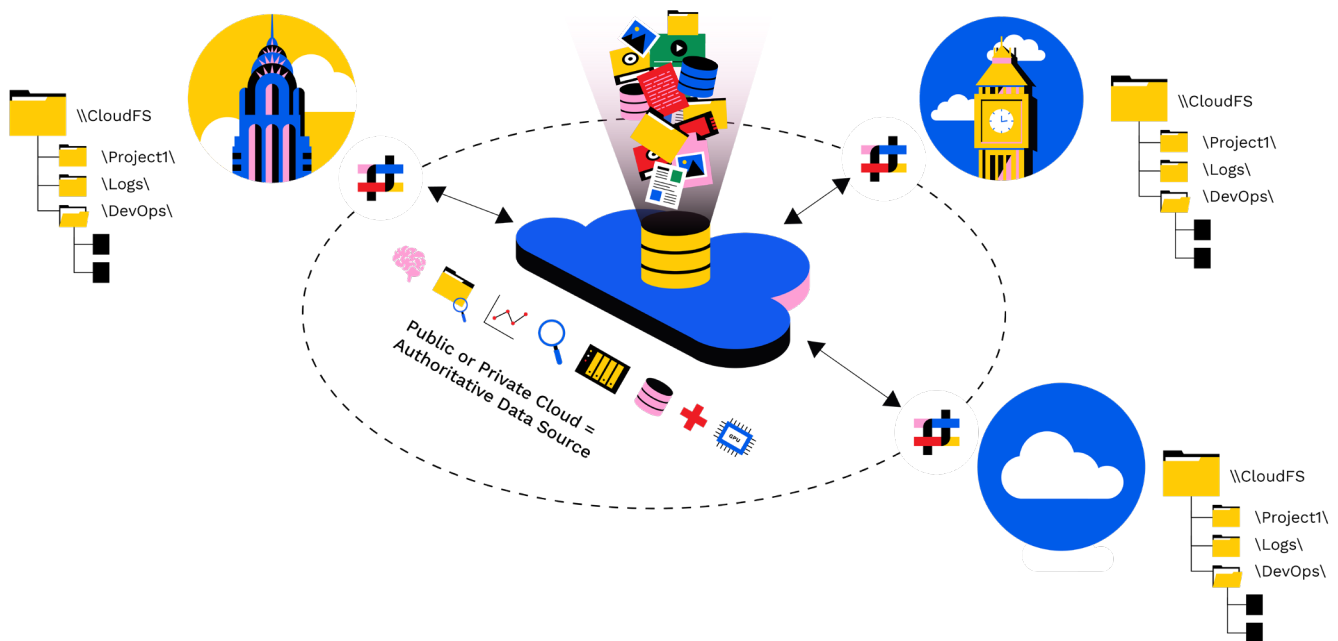 \\CloudFS
\Project1\
\Logs\
\DevOps\
\\CloudFS
\Project1\
\Logs\
\DevOps\
Public or Private Cloud =
Authoritative Data Source
GPU
\\CloudFS
\Project1\
\Logs\
\DevOps\